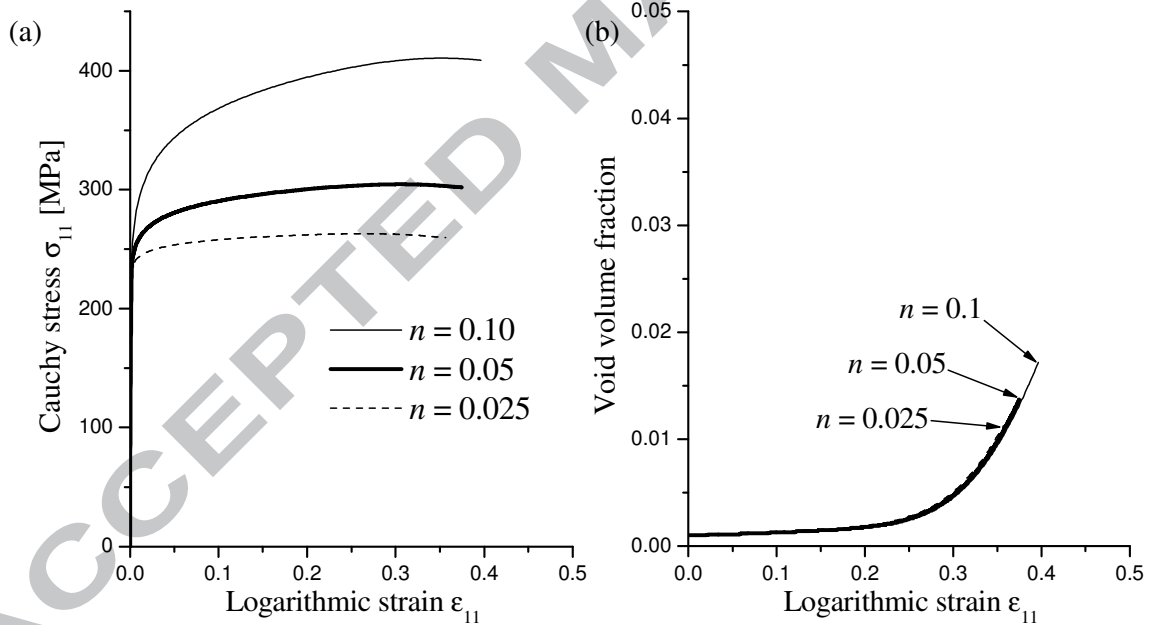 (a)
Cauchy stress σ11 [MPa]
400
300
200
100
0
0.0 0.1 0.2 0.3 0.4 0.5
Logarithmic strain ε11
n = 0.10
n = 0.05
n = 0.025
(b)
Void volume fraction
0.05
0.04
0.03
0.02
0.01
0.00
0.0 0.1 0.2 0.3 0.4 0.5
Logarithmic strain ε11
n = 0.1
n = 0.05
n = 0.025
ACCEPTED MA